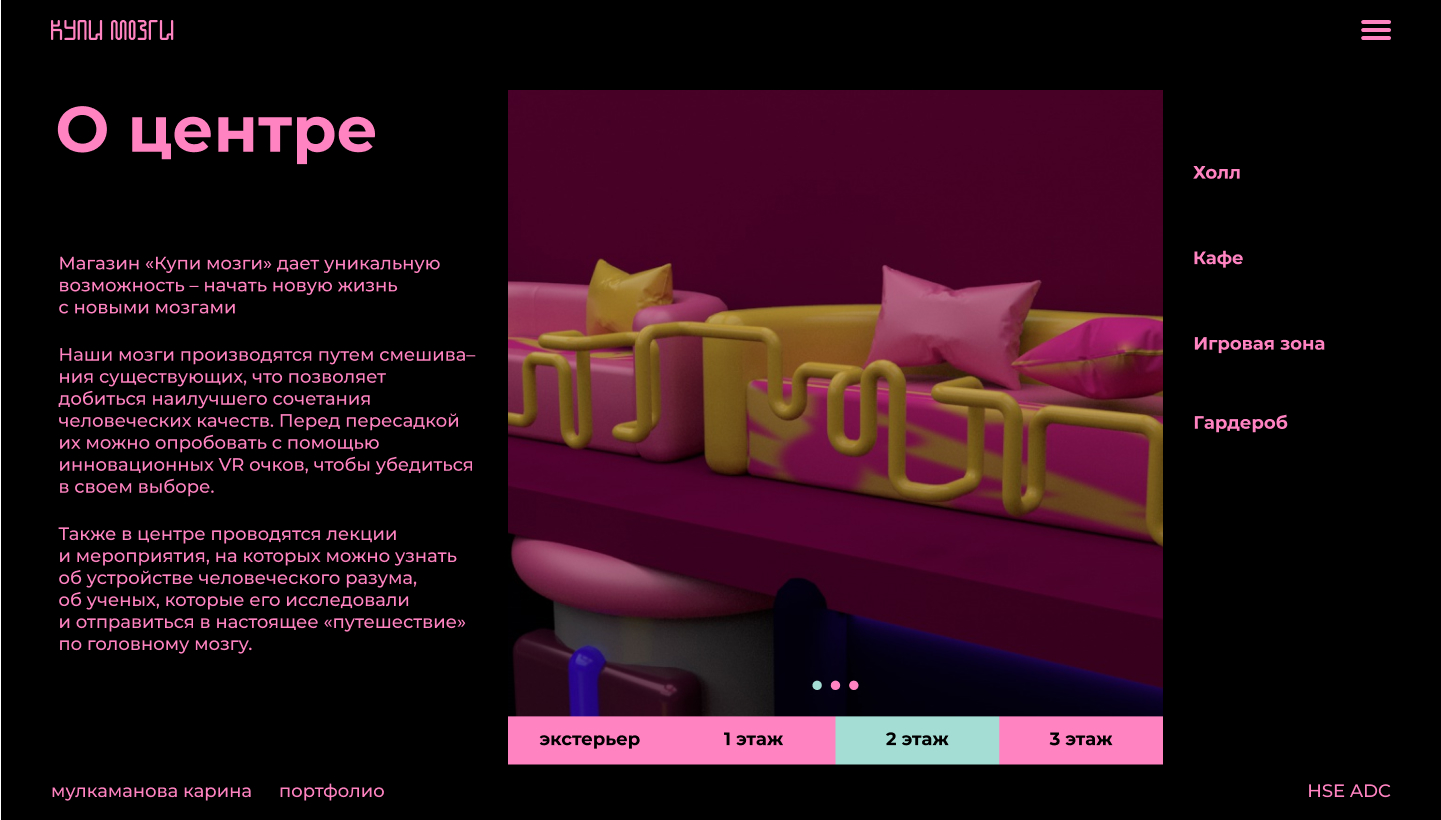 КУПИ МОЗГИ
О центре
Магазин «Купи мозги» дает уникальную
возможность – начать новую жизнь
с новыми мозгами
Наши мозги производятся путем смешива–
ния существующих, что позволяет
добиться наилучшего сочетания
человеческих качеств. Перед пересадкой
их можно опробовать с помощью
инновационных VR очков, чтобы убедиться
в своем выборе.
Также в центре проводятся лекции
и мероприятия, на которых можно узнать
об устройстве человеческого разума,
об ученых, которые его исследовали
и отправиться в настоящее «путешествие»
по головному мозгу.
Холл
Кафе
Игровая зона
Гардероб
экстерьер
1 этаж
2 этаж
3 этаж
мулкаманова карина
портфолио
HSE ADC